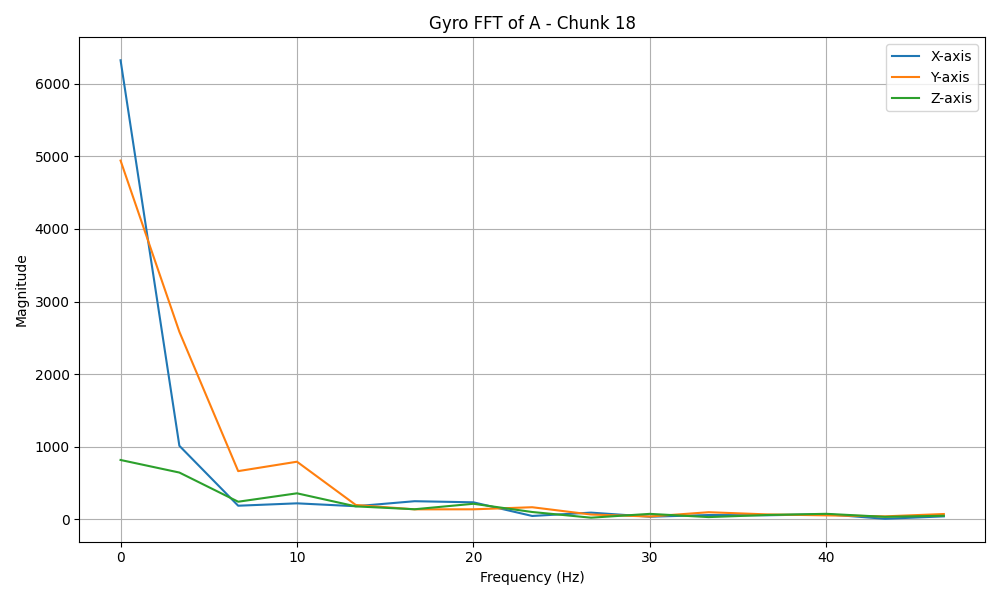 Gyro FFT of A - Chunk 18
X-axis
Y-axis
Z-axis
Magnitude
6000
5000
4000
3000
2000
1000
0
0 10 20 30 40
Frequency (Hz)